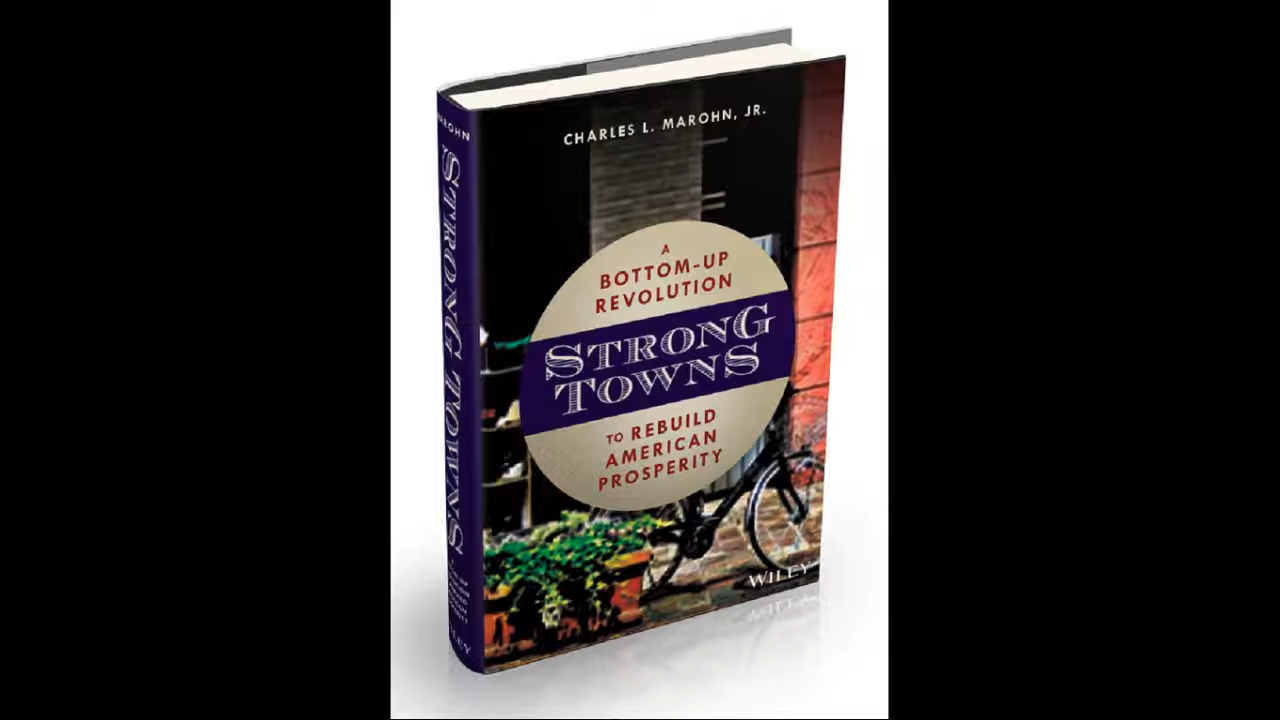 CHARLES L. MAROHN, JR.
A
BOTTOM-UP
REVOLUTION
STRONG
TOWNS
TO REBUILD
AMERICAN
PROSPERITY
WILEY
MAROHN
STRONG TOWNS
WILEY